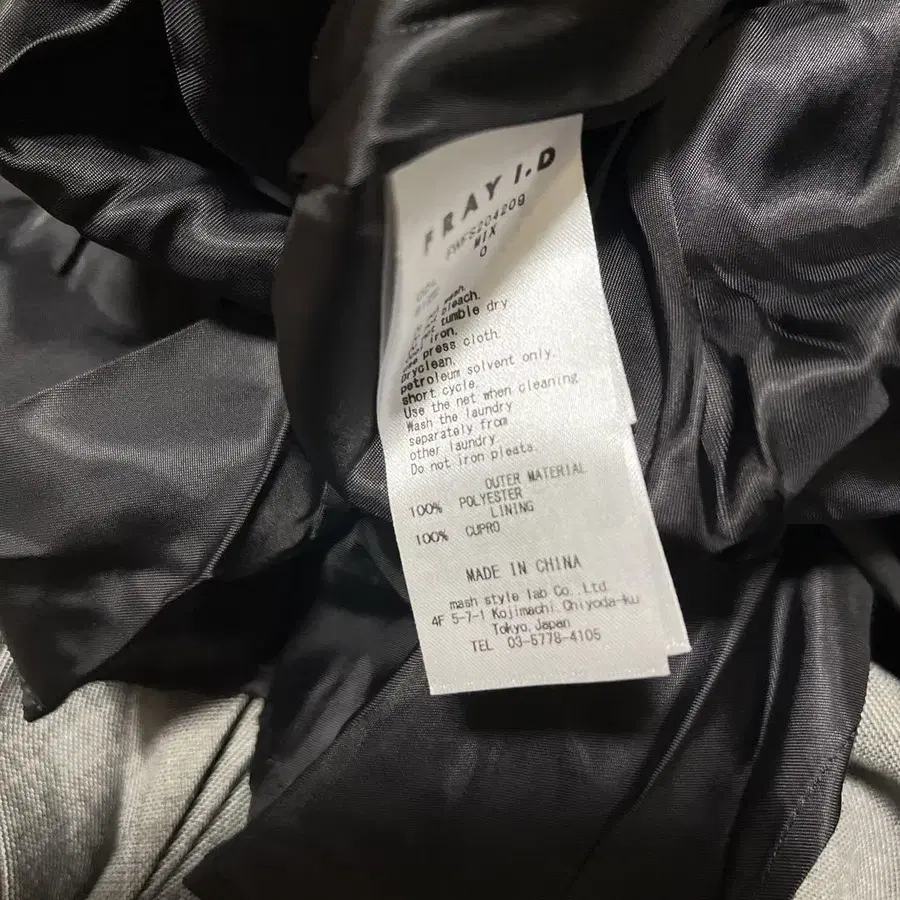 FRAY I.D
FWFS204209
MIX
0
wash.
bleach.
tumble dry
iron.
press cloth.
Dryclean.
petroleum solvent only.
short cycle.
Use the net when cleaning
Wash the laundry
separately from
other laundry.
Do not iron pleats.
OUTER MATERIAL
100% POLYESTER
LINING
100% CUPRO
MADE IN CHINA
mash style lab Co.,Ltd.
4F 5-7-1 Kojimachi,Chiyoda-ku
Tokyo,Japan
TEL 03-5778-4105